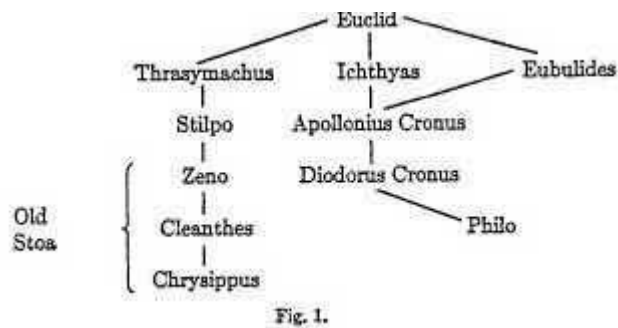 Euclid
Thrasymachus Ichthyas Eubulides
Stilpo Apollonius Cronus
Zeno Diodorus Cronus
Old
Stoa
Cleanthes Philo
Chrysippus
Fig. 1.